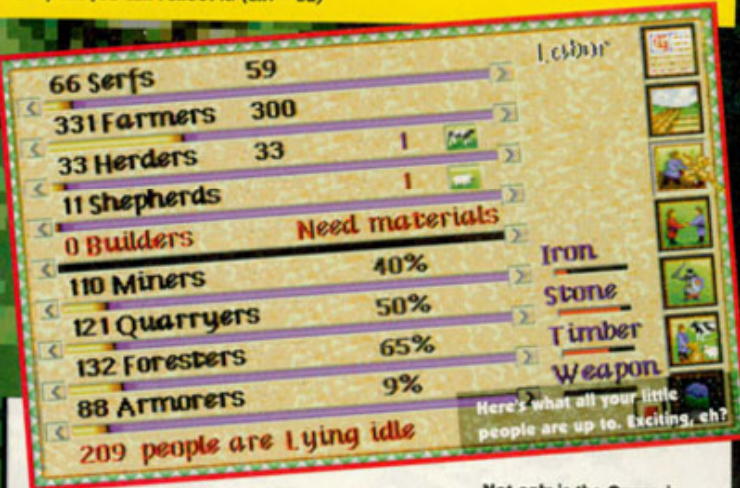 Labour
66 Serfs 59
331 Farmers 300
33 Herders 33 1
11 Shepherds 1
0 Builders Need materials
110 Miners 40% Iron
121 Quarryers 50% Stone
132 Foresters 65% Timber
88 Armorers 9% Weapon
209 people are Lying idle
Here's what all your little
people are up to. Exciting, eh?
Not only is the